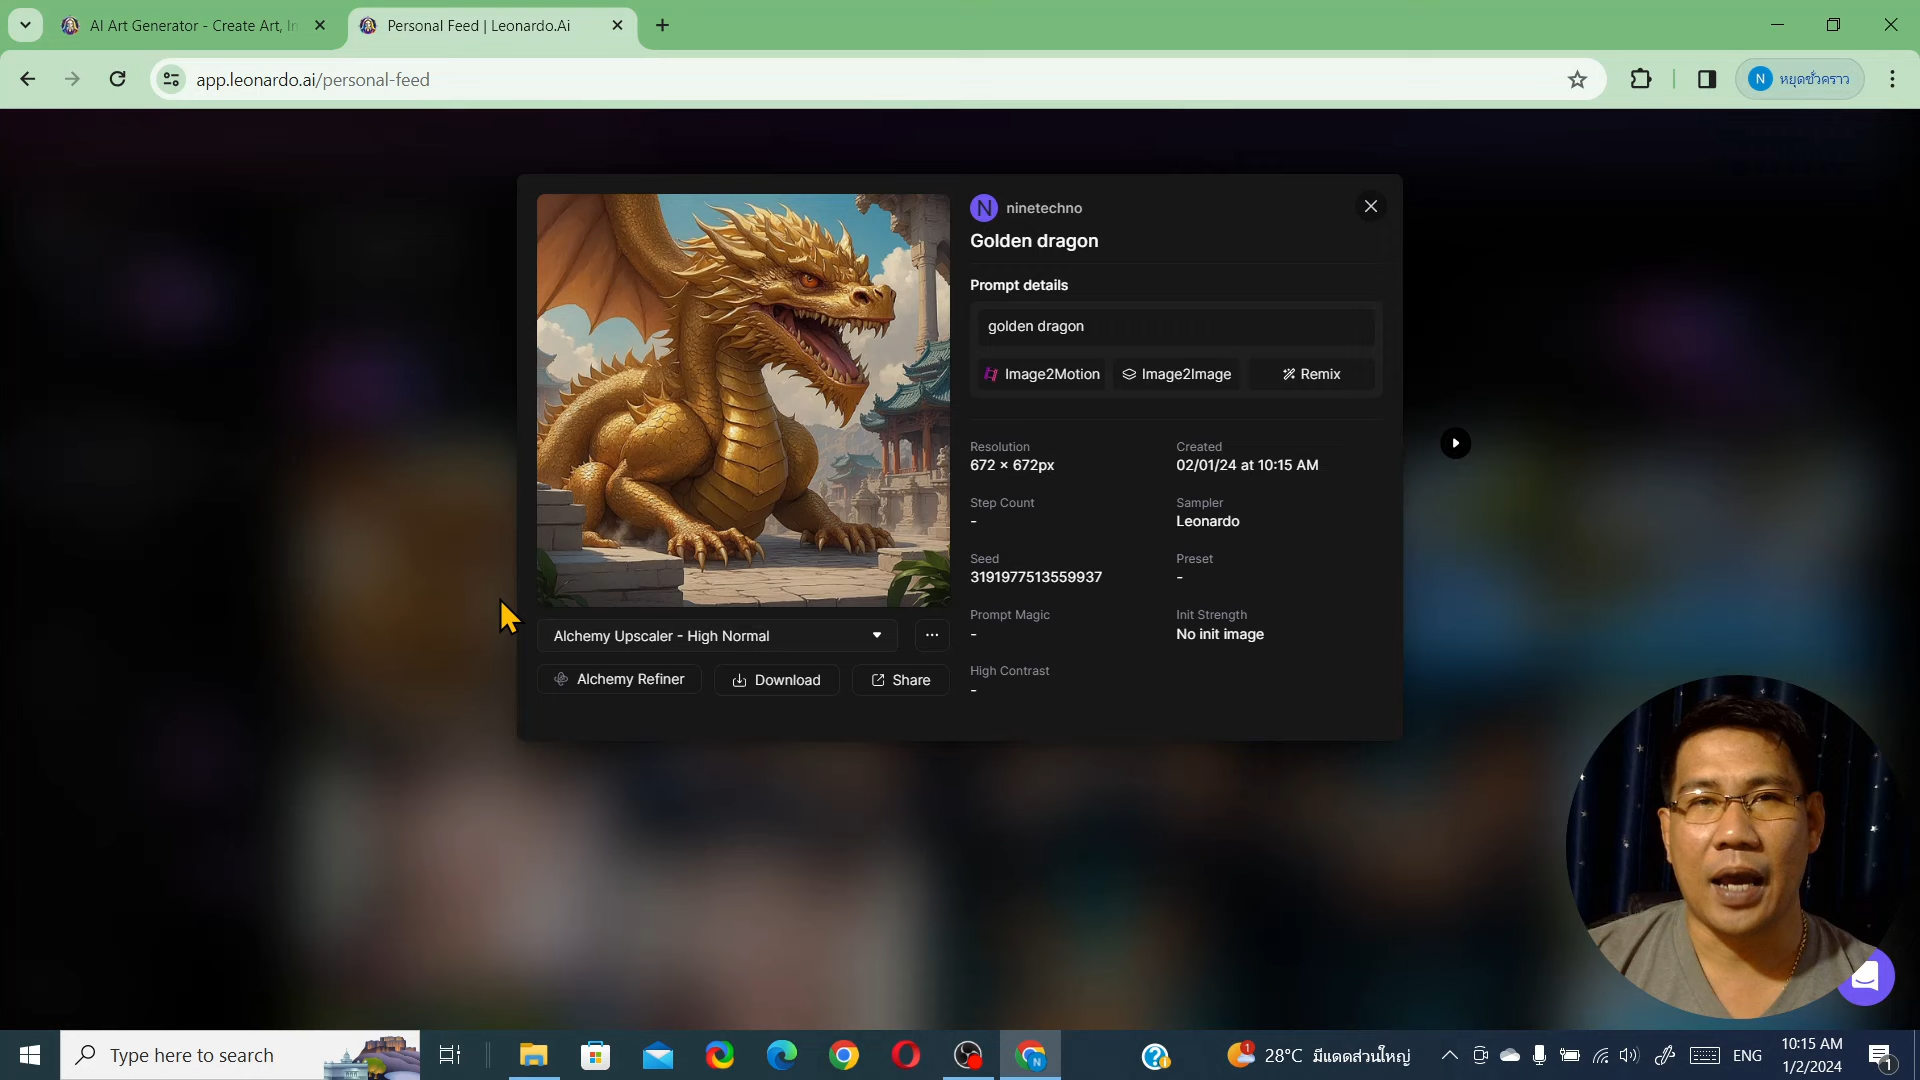 AI Art Generator - Create Art, In
Personal Feed | Leonardo.Ai
app.leonardo.ai/personal-feed
N หยุดชั่วคราว
N ninetechno
Golden dragon
Prompt details
golden dragon
Image2Motion
Image2Image
Remix
Resolution
672 × 672px
Created
02/01/24 at 10:15 AM
Step Count
-
Sampler
Leonardo
Seed
3191977513559937
Preset
-
Prompt Magic
-
Init Strength
No init image
High Contrast
-
Alchemy Upscaler - High Normal
Alchemy Refiner
Download
Share
Type here to search
N
1
28°C มีแดดส่วนใหญ่
ENG
10:15 AM
1/2/2024
1